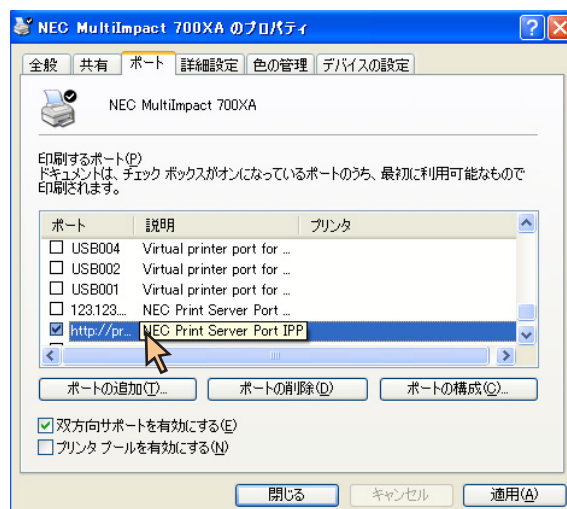 NEC MultiImpact 700XA のプロパティ
全般 共有 ポート 詳細設定 色の管理 デバイスの設定
NEC MultiImpact 700XA
印刷するポート(P)
ドキュメントは、チェック ボックスがオンになっているポートのうち、最初に利用可能なもので
印刷されます。
ポート 説明 プリンタ
USB004 Virtual printer port for ...
USB002 Virtual printer port for ...
USB001 Virtual printer port for ...
123.123.... NEC Print Server Port ...
http://pr... NEC Print Server Port IPP
ポートの追加(T)... ポートの削除(D) ポートの構成(C)...
双方向サポートを有効にする(E)
プリンタ プールを有効にする(N)
閉じる キャンセル 適用(A)